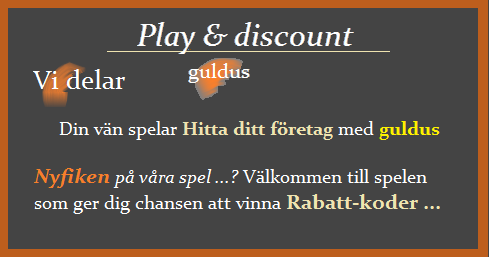 Play & discount
Vi delar
guldus
Din vän spelar Hitta ditt företag med guldus
Nyfiken på våra spel ...? Välkommen till spelen
som ger dig chansen att vinna Rabatt-koder ...